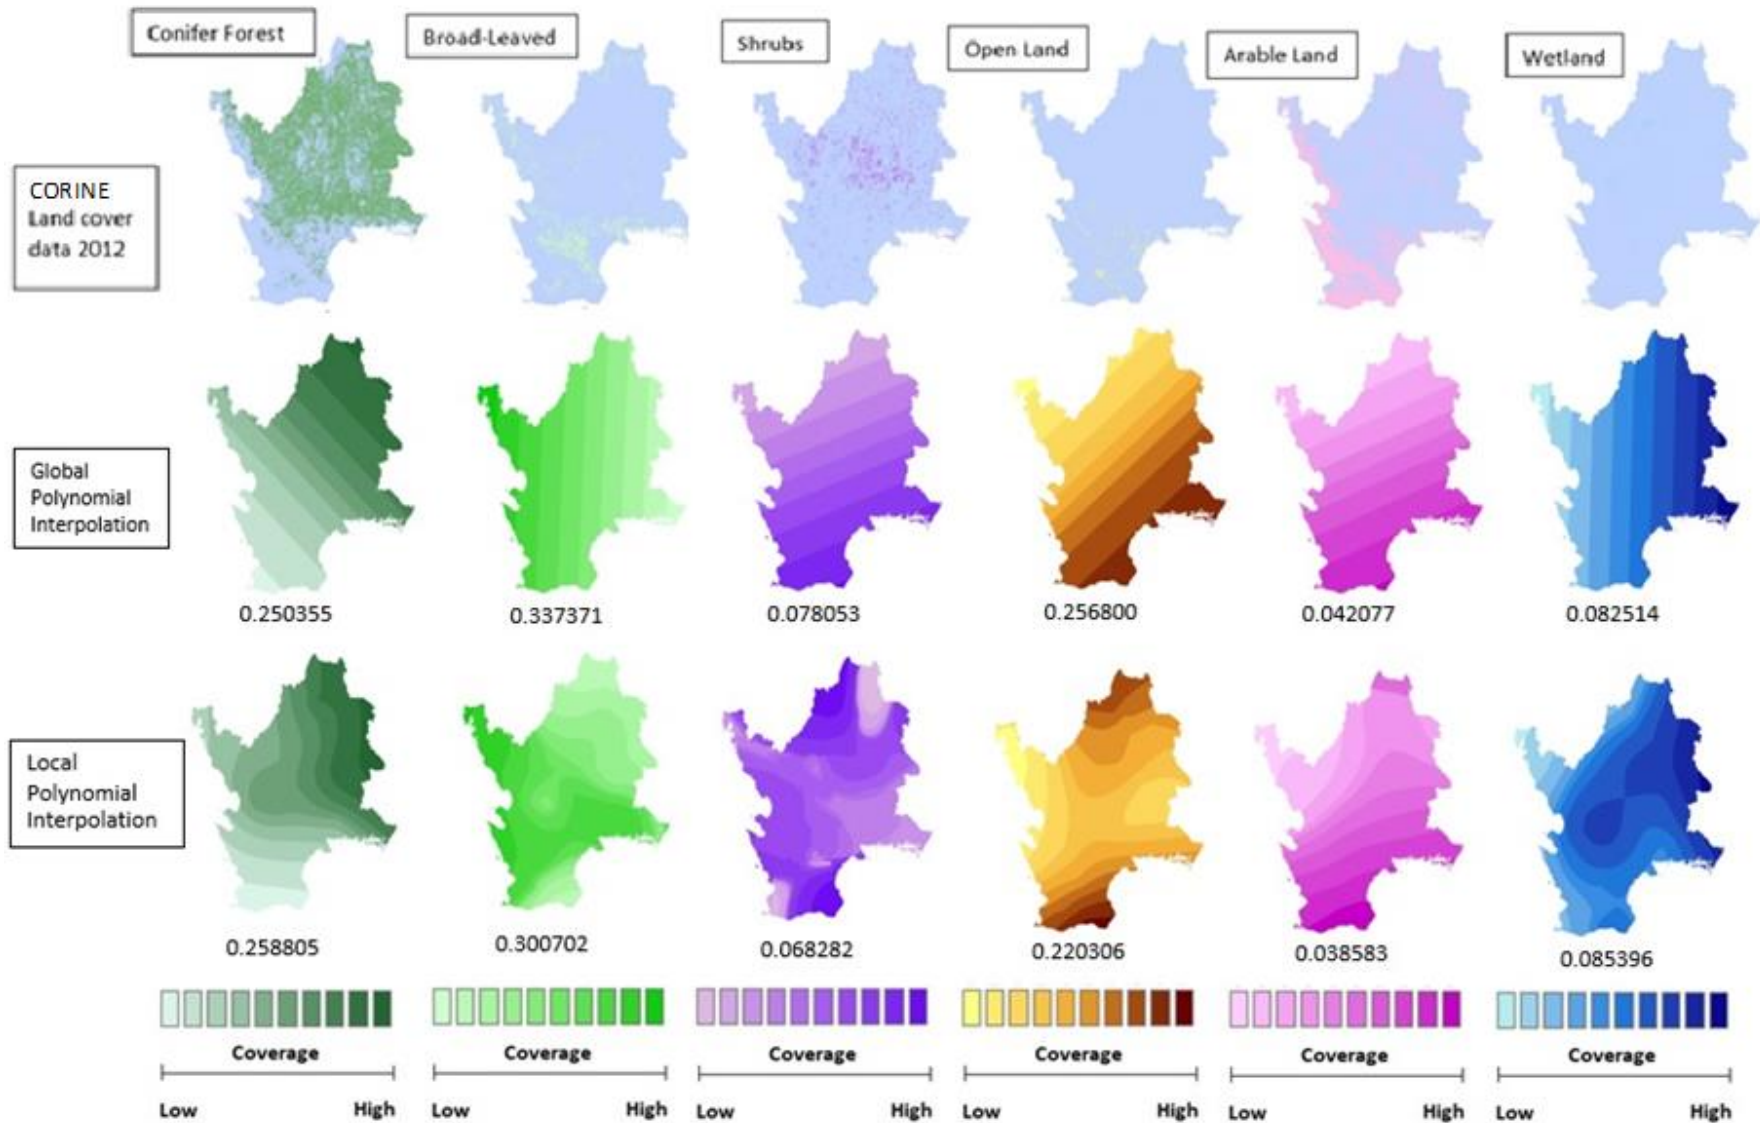 Conifer Forest
Broad-Leaved
Shrubs
Open Land
Arable Land
Wetland
CORINE
Land cover
data 2012
Global
Polynomial
Interpolation
0.250355
0.337371
0.078053
0.256800
0.042077
0.082514
Local
Polynomial
Interpolation
0.258805
0.300702
0.068282
0.220306
0.038583
0.085396
Coverage
Coverage
Coverage
Coverage
Coverage
Coverage
Low High
Low High
Low High
Low High
Low High
Low High